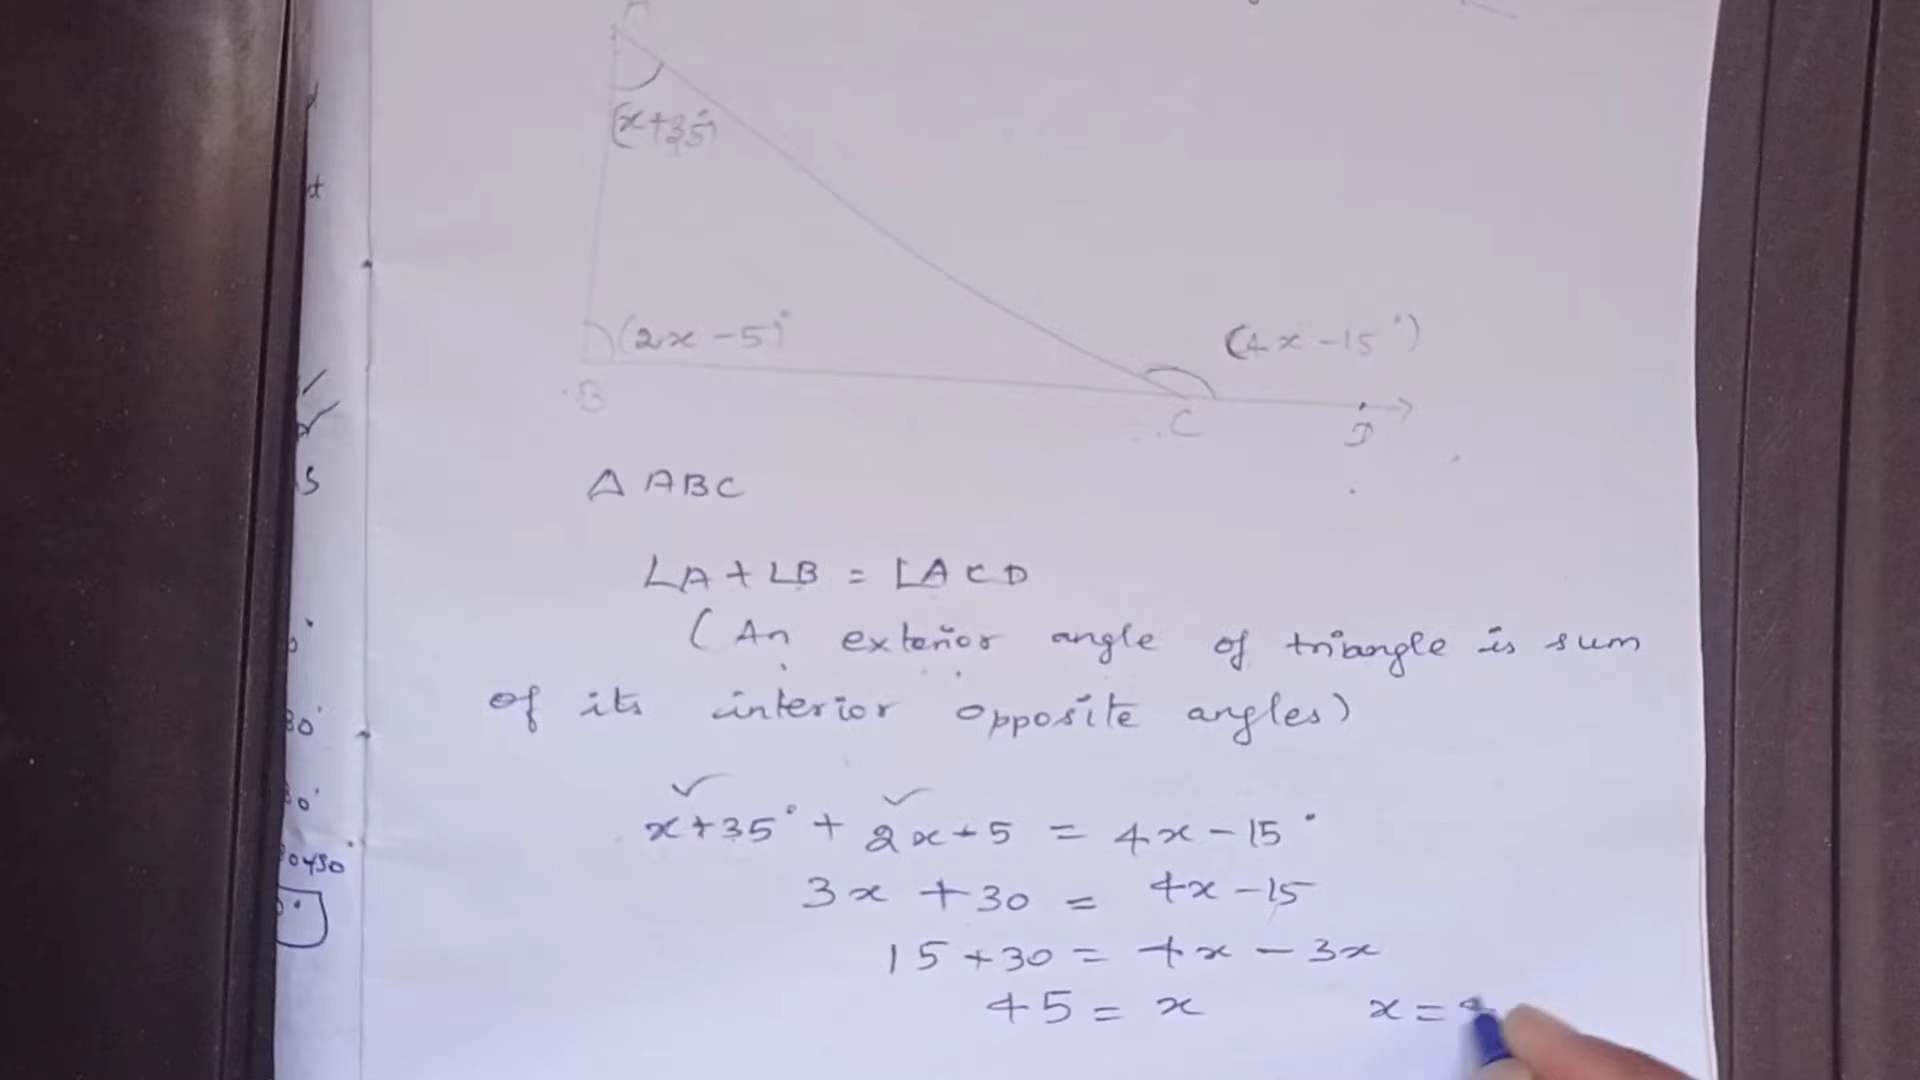 (x+35°)
(2x-5)°
(4x-15°)
B
C
D
△ ABC
∠A+∠B = ∠ACD
(An exterior angle of triangle is sum
of its interior opposite angles)
x+35° + 2x-5 = 4x-15°
3x +30 = 4x-15
15+30 = 4x-3x
45 = x x =